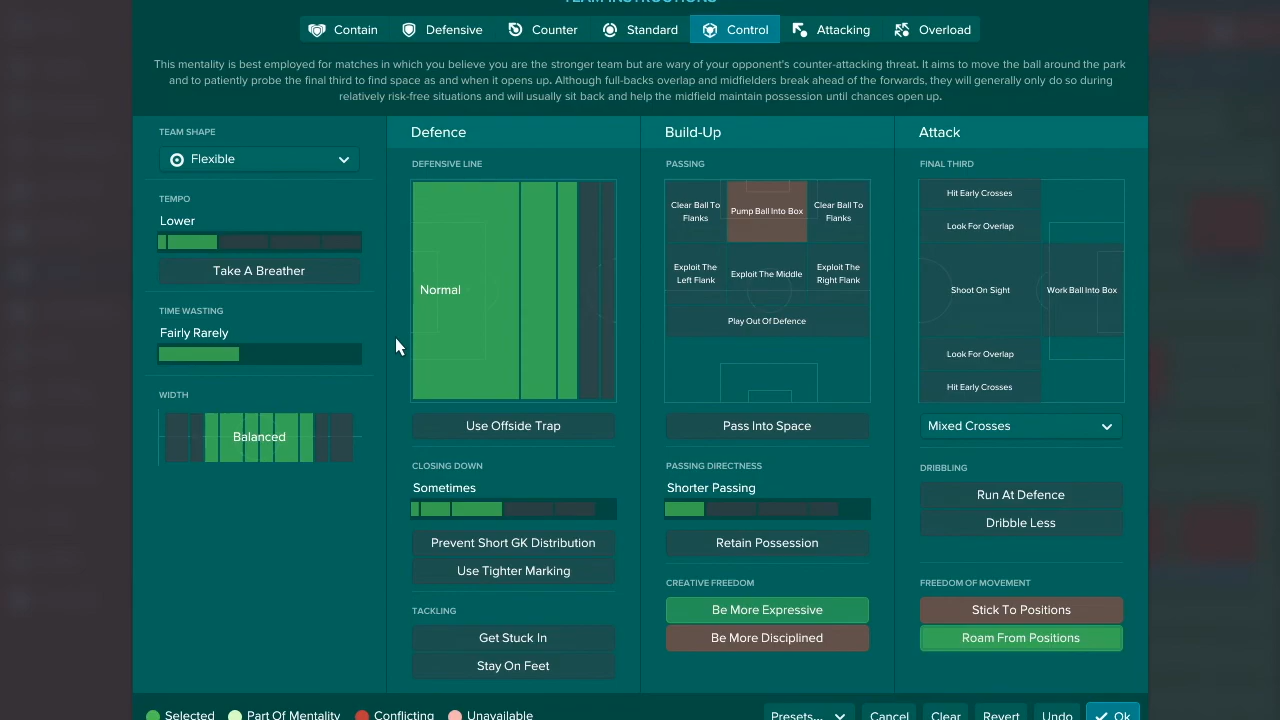 TEAM INSTRUCTIONS
Contain
Defensive
Counter
Standard
Control
Attacking
Overload
This mentality is best employed for matches in which you believe you are the stronger team but are wary of your opponent's counter-attacking threat. It aims to move the ball around the park
and to patiently probe the final third to find space as and when it opens up. Although full-backs overlap and midfielders break ahead of the forwards, they will generally only do so during
relatively risk-free situations and will usually sit back and help the midfield maintain possession until chances open up.
TEAM SHAPE
Flexible
TEMPO
Lower
Take A Breather
TIME WASTING
Fairly Rarely
WIDTH
Balanced
Defence
DEFENSIVE LINE
Normal
Use Offside Trap
CLOSING DOWN
Sometimes
Prevent Short GK Distribution
Use Tighter Marking
TACKLING
Get Stuck In
Stay On Feet
Build-Up
PASSING
Clear Ball To
Flanks
Pump Ball Into Box
Clear Ball To
Flanks
Exploit The
Left Flank
Exploit The Middle
Exploit The
Right Flank
Play Out Of Defence
Pass Into Space
PASSING DIRECTNESS
Shorter Passing
Retain Possession
CREATIVE FREEDOM
Be More Expressive
Be More Disciplined
Attack
FINAL THIRD
Hit Early Crosses
Look For Overlap
Shoot On Sight
Work Ball Into Box
Look For Overlap
Hit Early Crosses
Mixed Crosses
DRIBBLING
Run At Defence
Dribble Less
FREEDOM OF MOVEMENT
Stick To Positions
Roam From Positions
Selected
Part Of Mentality
Conflicting
Unavailable
Presets...
Cancel
Clear
Revert
Undo
Ok